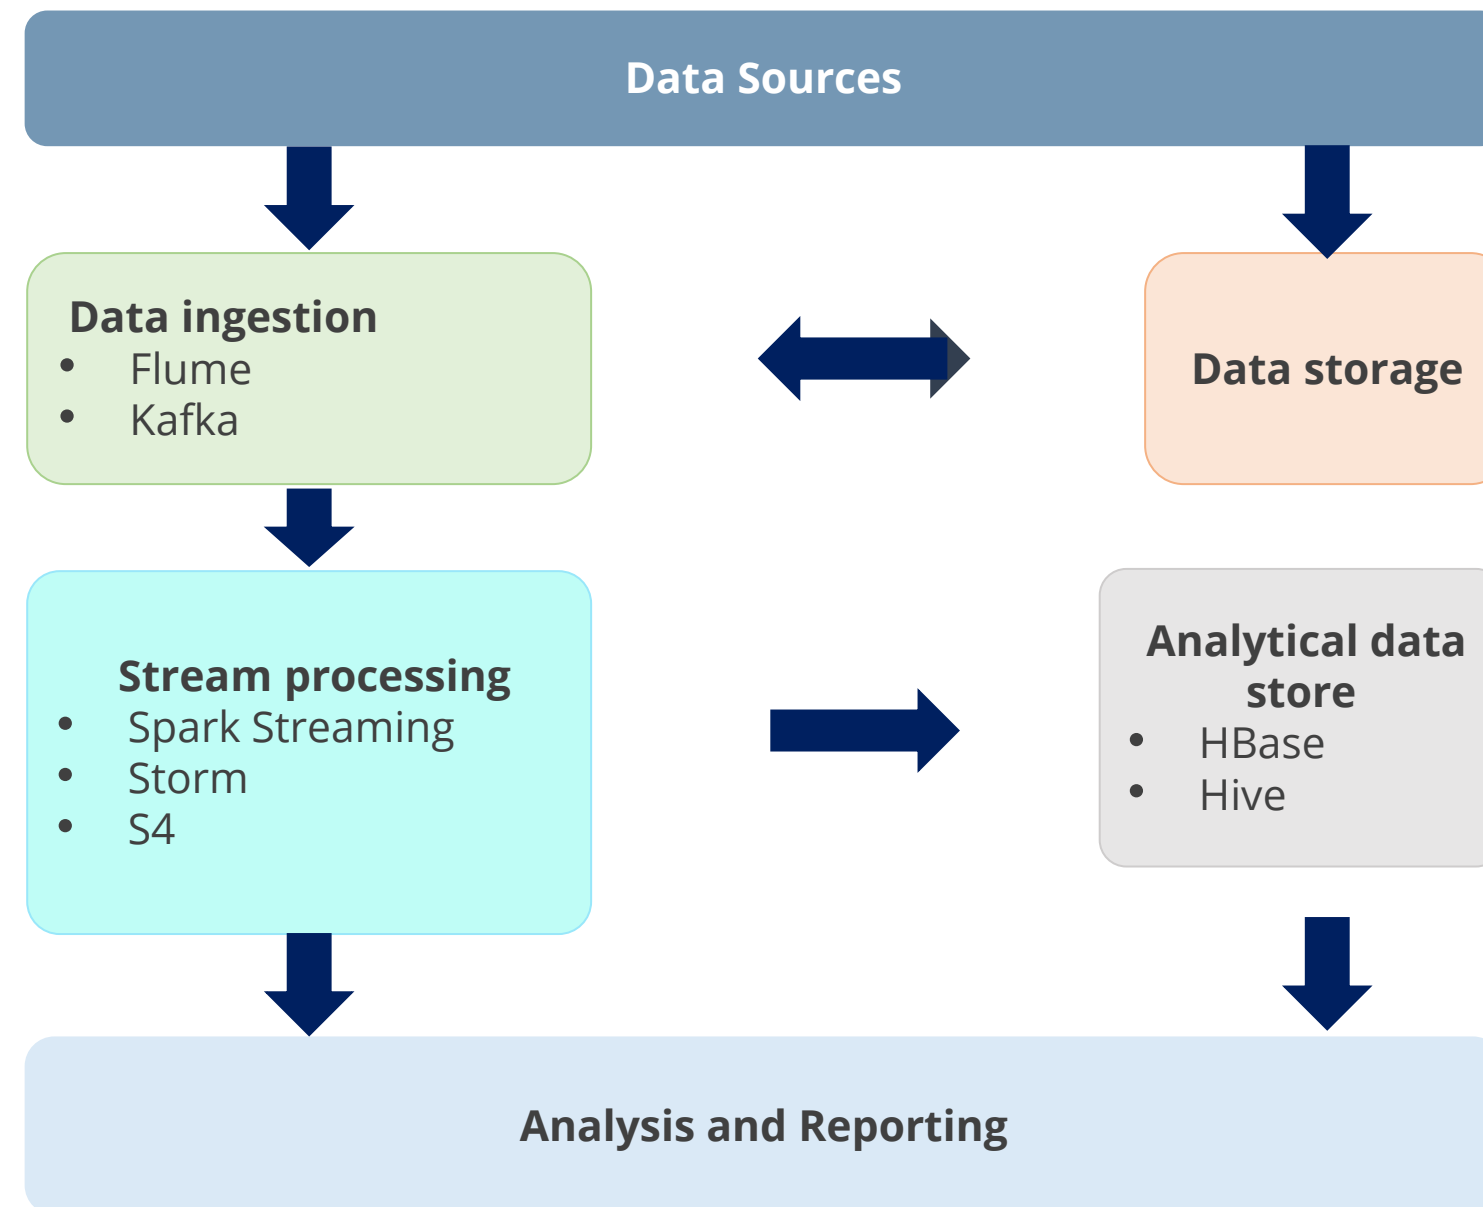 Data Sources
Data ingestion
• Flume
• Kafka
Data storage
Stream processing
• Spark Streaming
• Storm
• S4
Analytical data
store
• HBase
• Hive
Analysis and Reporting